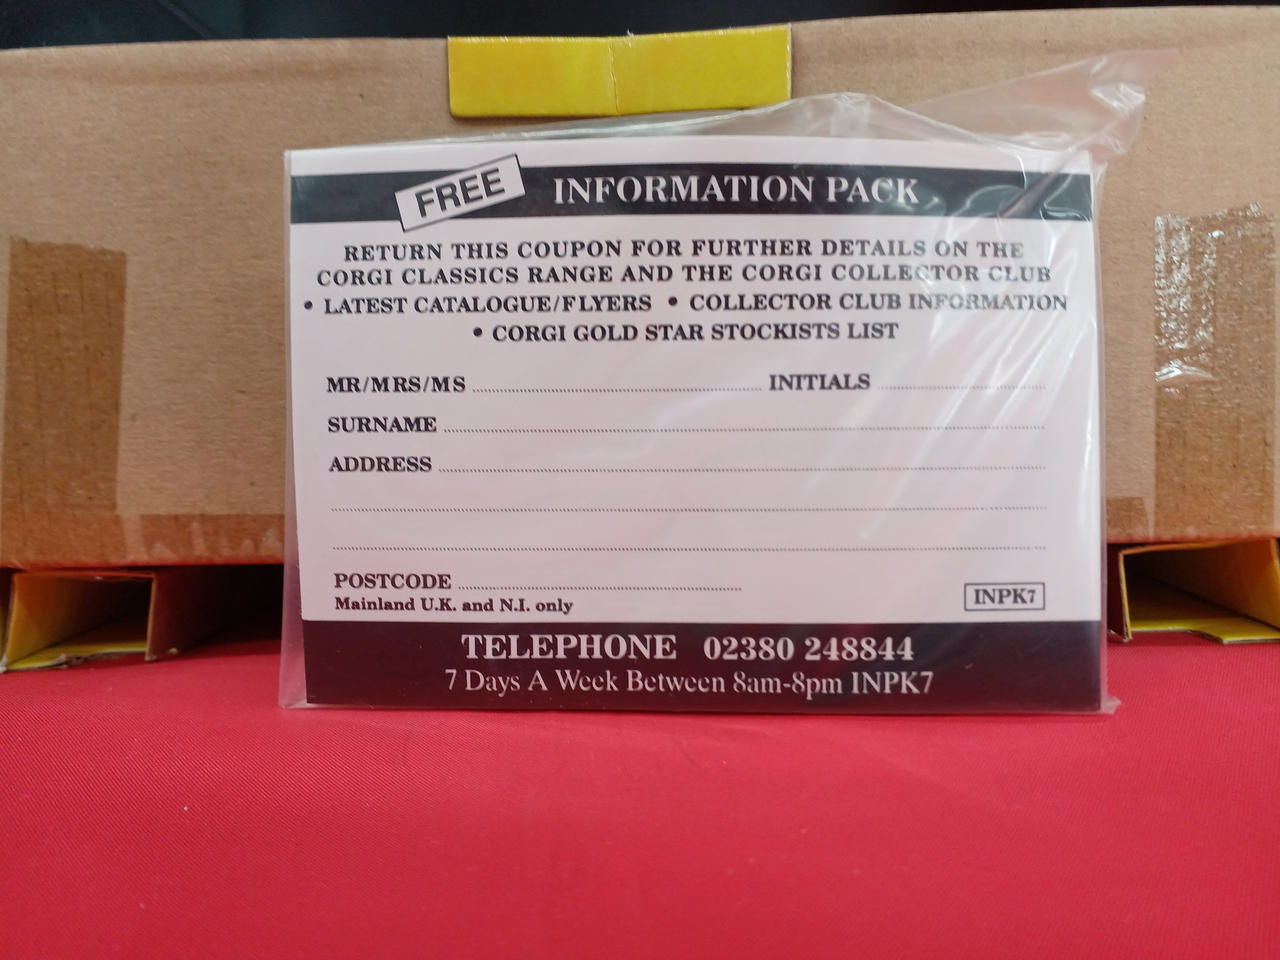 FREE INFORMATION PACK
RETURN THIS COUPON FOR FURTHER DETAILS ON THE
CORGI CLASSICS RANGE AND THE CORGI COLLECTOR CLUB
• LATEST CATALOGUE/FLYERS • COLLECTOR CLUB INFORMATION
• CORGI GOLD STAR STOCKISTS LIST
MR/MRS/MS INITIALS
SURNAME
ADDRESS
POSTCODE
Mainland U.K. and N.I. only INPK7
TELEPHONE 02380 248844
7 Days A Week Between 8am-8pm INPK7